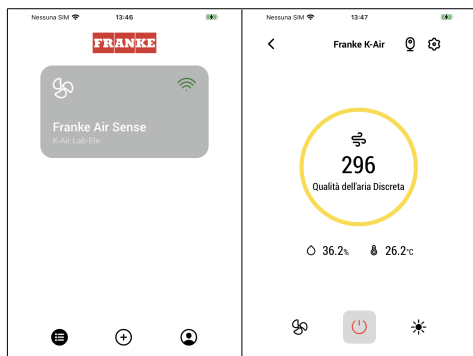 Nessuna SIM 13:46
FRANKE
Franke Air Sense
K-Air Lab-Ele
Nessuna SIM 13:47
Franke K-Air
296
Qualità dell'aria Discreta
36.2% 26.2°C